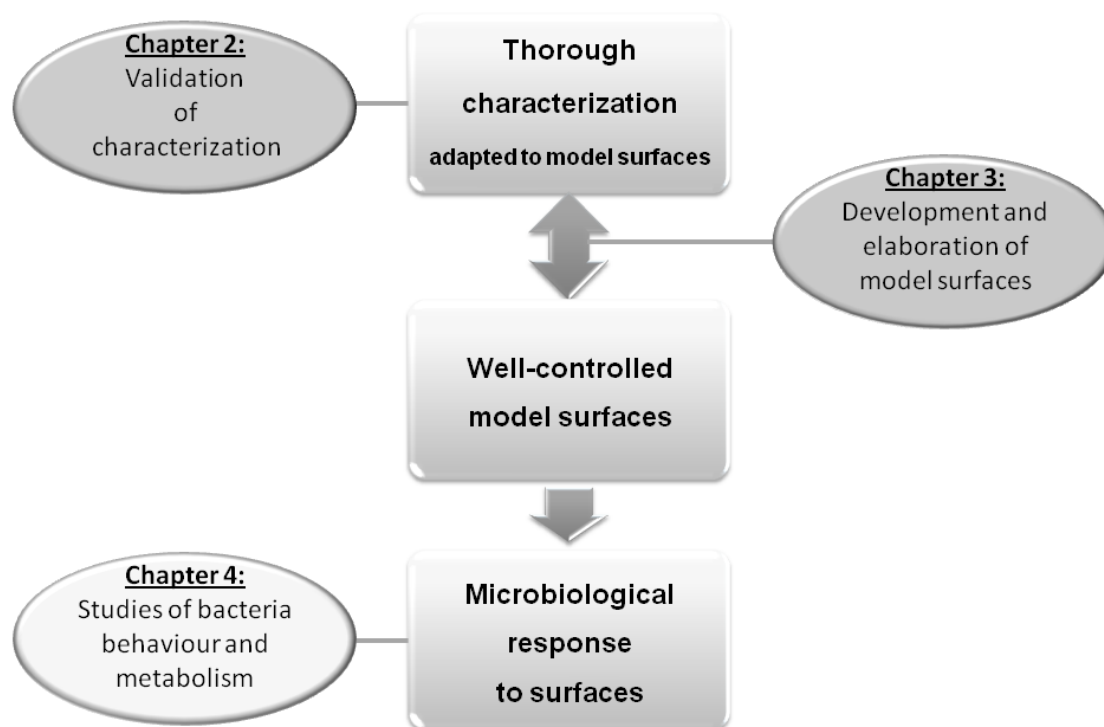 Chapter 2:
Validation
of
characterization
Thorough
characterization
adapted to model surfaces
Chapter 3:
Development and
elaboration of
model surfaces
Well-controlled
model surfaces
Chapter 4:
Studies of bacteria
behaviour and
metabolism
Microbiological
response
to surfaces